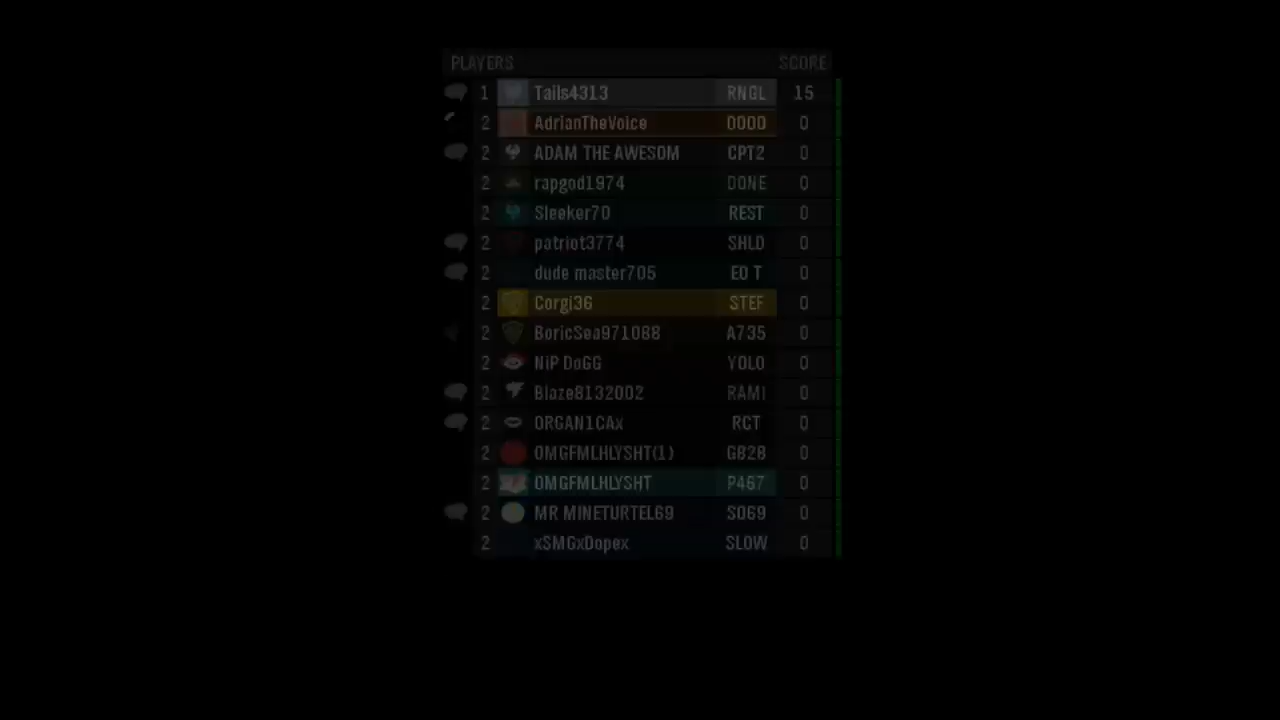 PLAYERS SCORE
1 Tails4313 RNGL 15
2 AdrianTheVoice OOOO 0
2 ADAM THE AWESOM CPT2 0
2 rapgod1974 DONE 0
2 Sleeker70 REST 0
2 patriot3774 SHLD 0
2 dude master705 EO T 0
2 Corgi36 STEF 0
2 BoricSea971088 A735 0
2 NiP DoGG YOLO 0
2 Blaze8132002 RAMI 0
2 ORGAN1CAx RCT 0
2 OMGFMLHLYSHT(1) GB28 0
2 OMGFMLHLYSHT P467 0
2 MR MINETURTEL69 SO69 0
2 xSMGxDopex SLOW 0